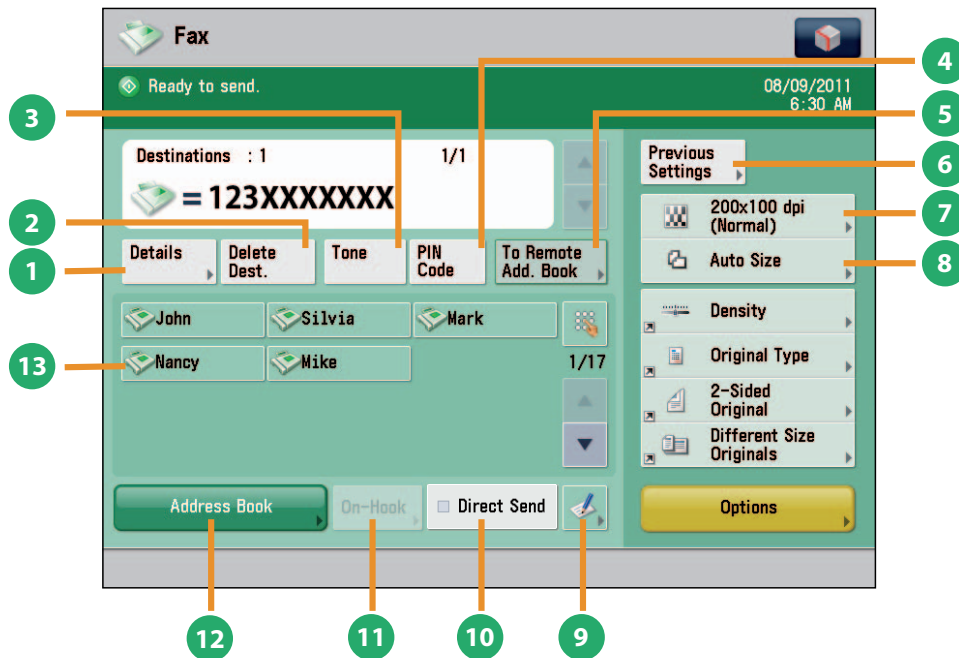 Fax
Ready to send.
08/09/2011
6:30 AM
4
5
3
Destinations : 1 1/1
= 123XXXXXXX
Previous
Settings
6
200x100 dpi
(Normal)
7
2
1
Details
Delete
Dest.
Tone
PIN
Code
To Remote
Add. Book
Auto Size
8
John
Silvia
Mark
Density
13
Nancy
Mike
1/17
Original Type
2-Sided
Original
Different Size
Originals
Address Book
On-Hook
Direct Send
Options
12
11
10
9